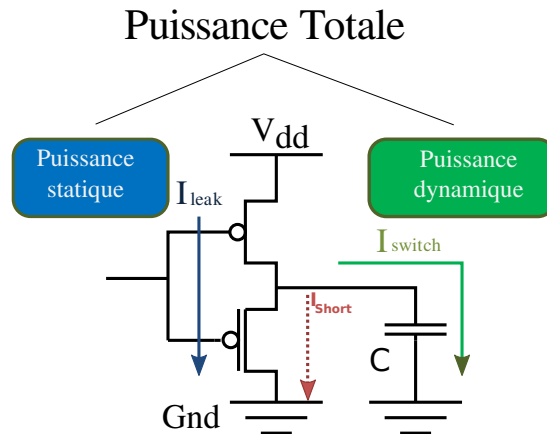 Puissance Totale
Puissance
statique
Vdd
Puissance
dynamique
Ileak
Iswitch
IShort
C
Gnd